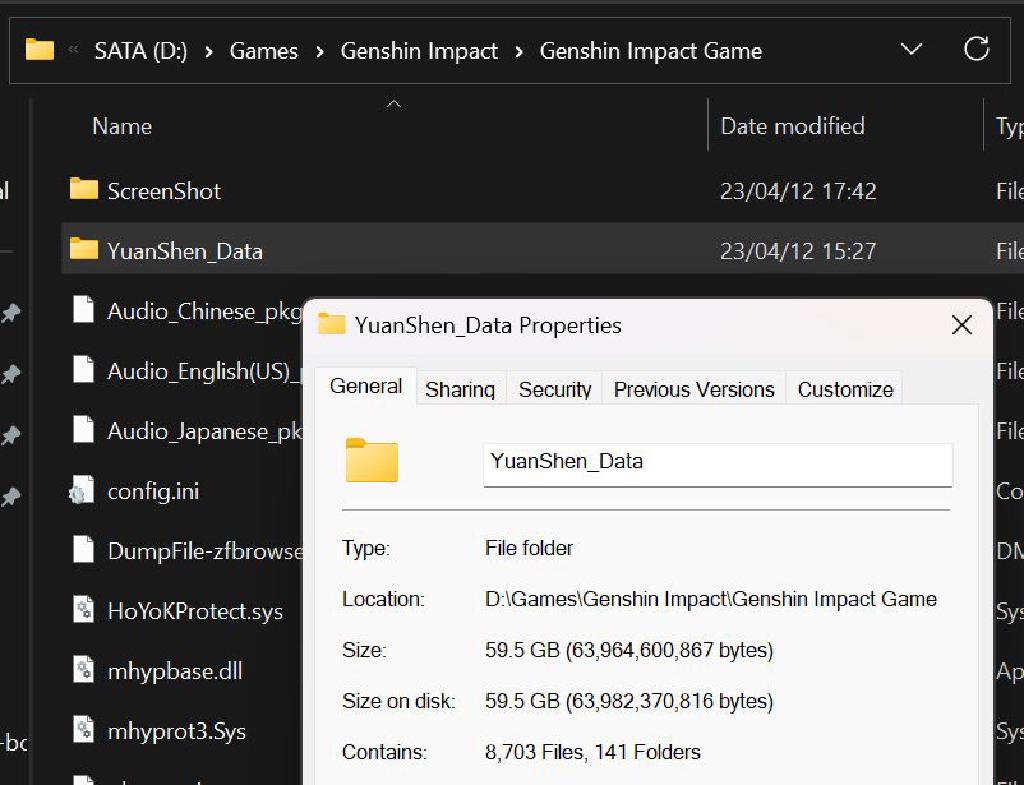 « SATA (D:) > Games > Genshin Impact > Genshin Impact Game
Name Date modified Typ
ScreenShot 23/04/12 17:42 File
YuanShen_Data 23/04/12 15:27 File
Audio_Chinese_pkg File
YuanShen_Data Properties
Audio_English(US)_ File
General Sharing Security Previous Versions Customize
Audio_Japanese_pk File
YuanShen_Data
config.ini Co
DumpFile-zfbrowse DM
Type: File folder
HoYoKProtect.sys Sys
Location: D:\Games\Genshin Impact\Genshin Impact Game
mhypbase.dll Ap
Size: 59.5 GB (63,964,600,867 bytes)
Size on disk: 59.5 GB (63,982,370,816 bytes)
mhyprot3.Sys Sys
Contains: 8,703 Files, 141 Folders